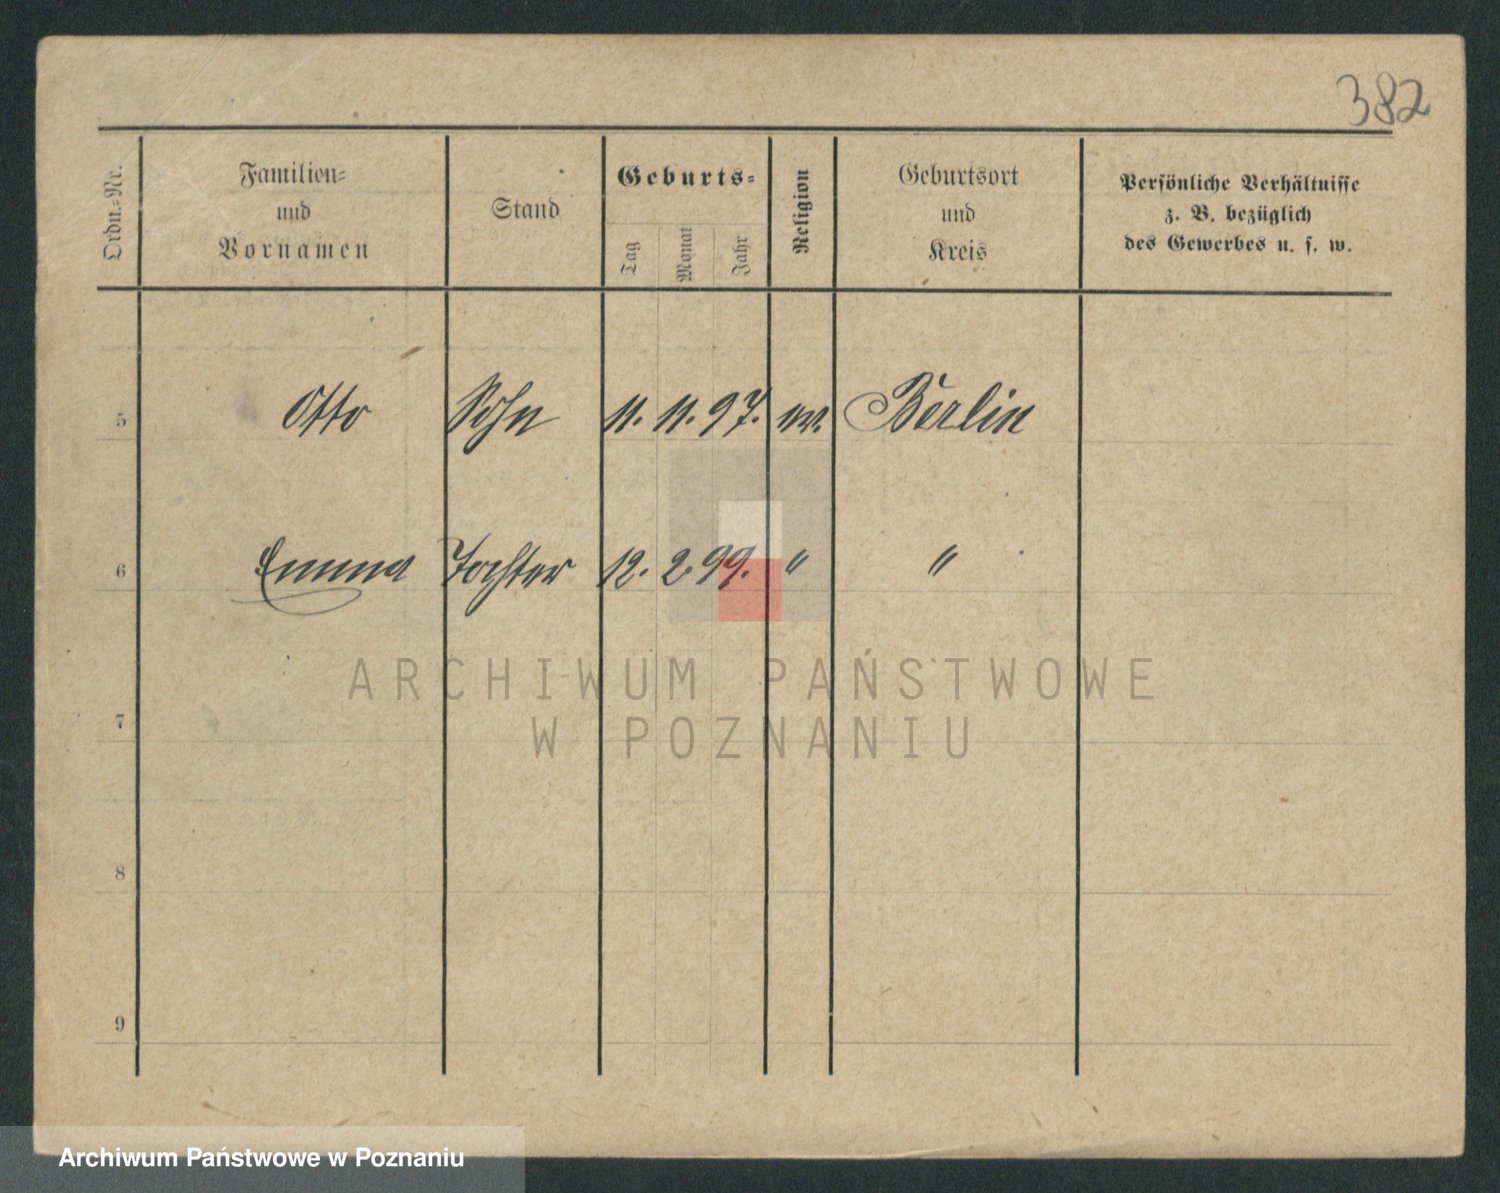 382
Ordn.-Nr.
Familien-
und
Vornamen
Stand
Geburts-
Tag
Monat
Jahr
Religion
Geburtsort
und
Kreis
Persönliche Verhältnisse
z. B. bezüglich
des Gewerbes u. s. w.
5 Otto Sohn 11. 11. 97. ev. Berlin
6 Emma Tochter 12. 2. 99. " "
7
8
9
ARCHIWUM PAŃSTWOWE
W POZNANIU
Archiwum Państwowe w Poznaniu